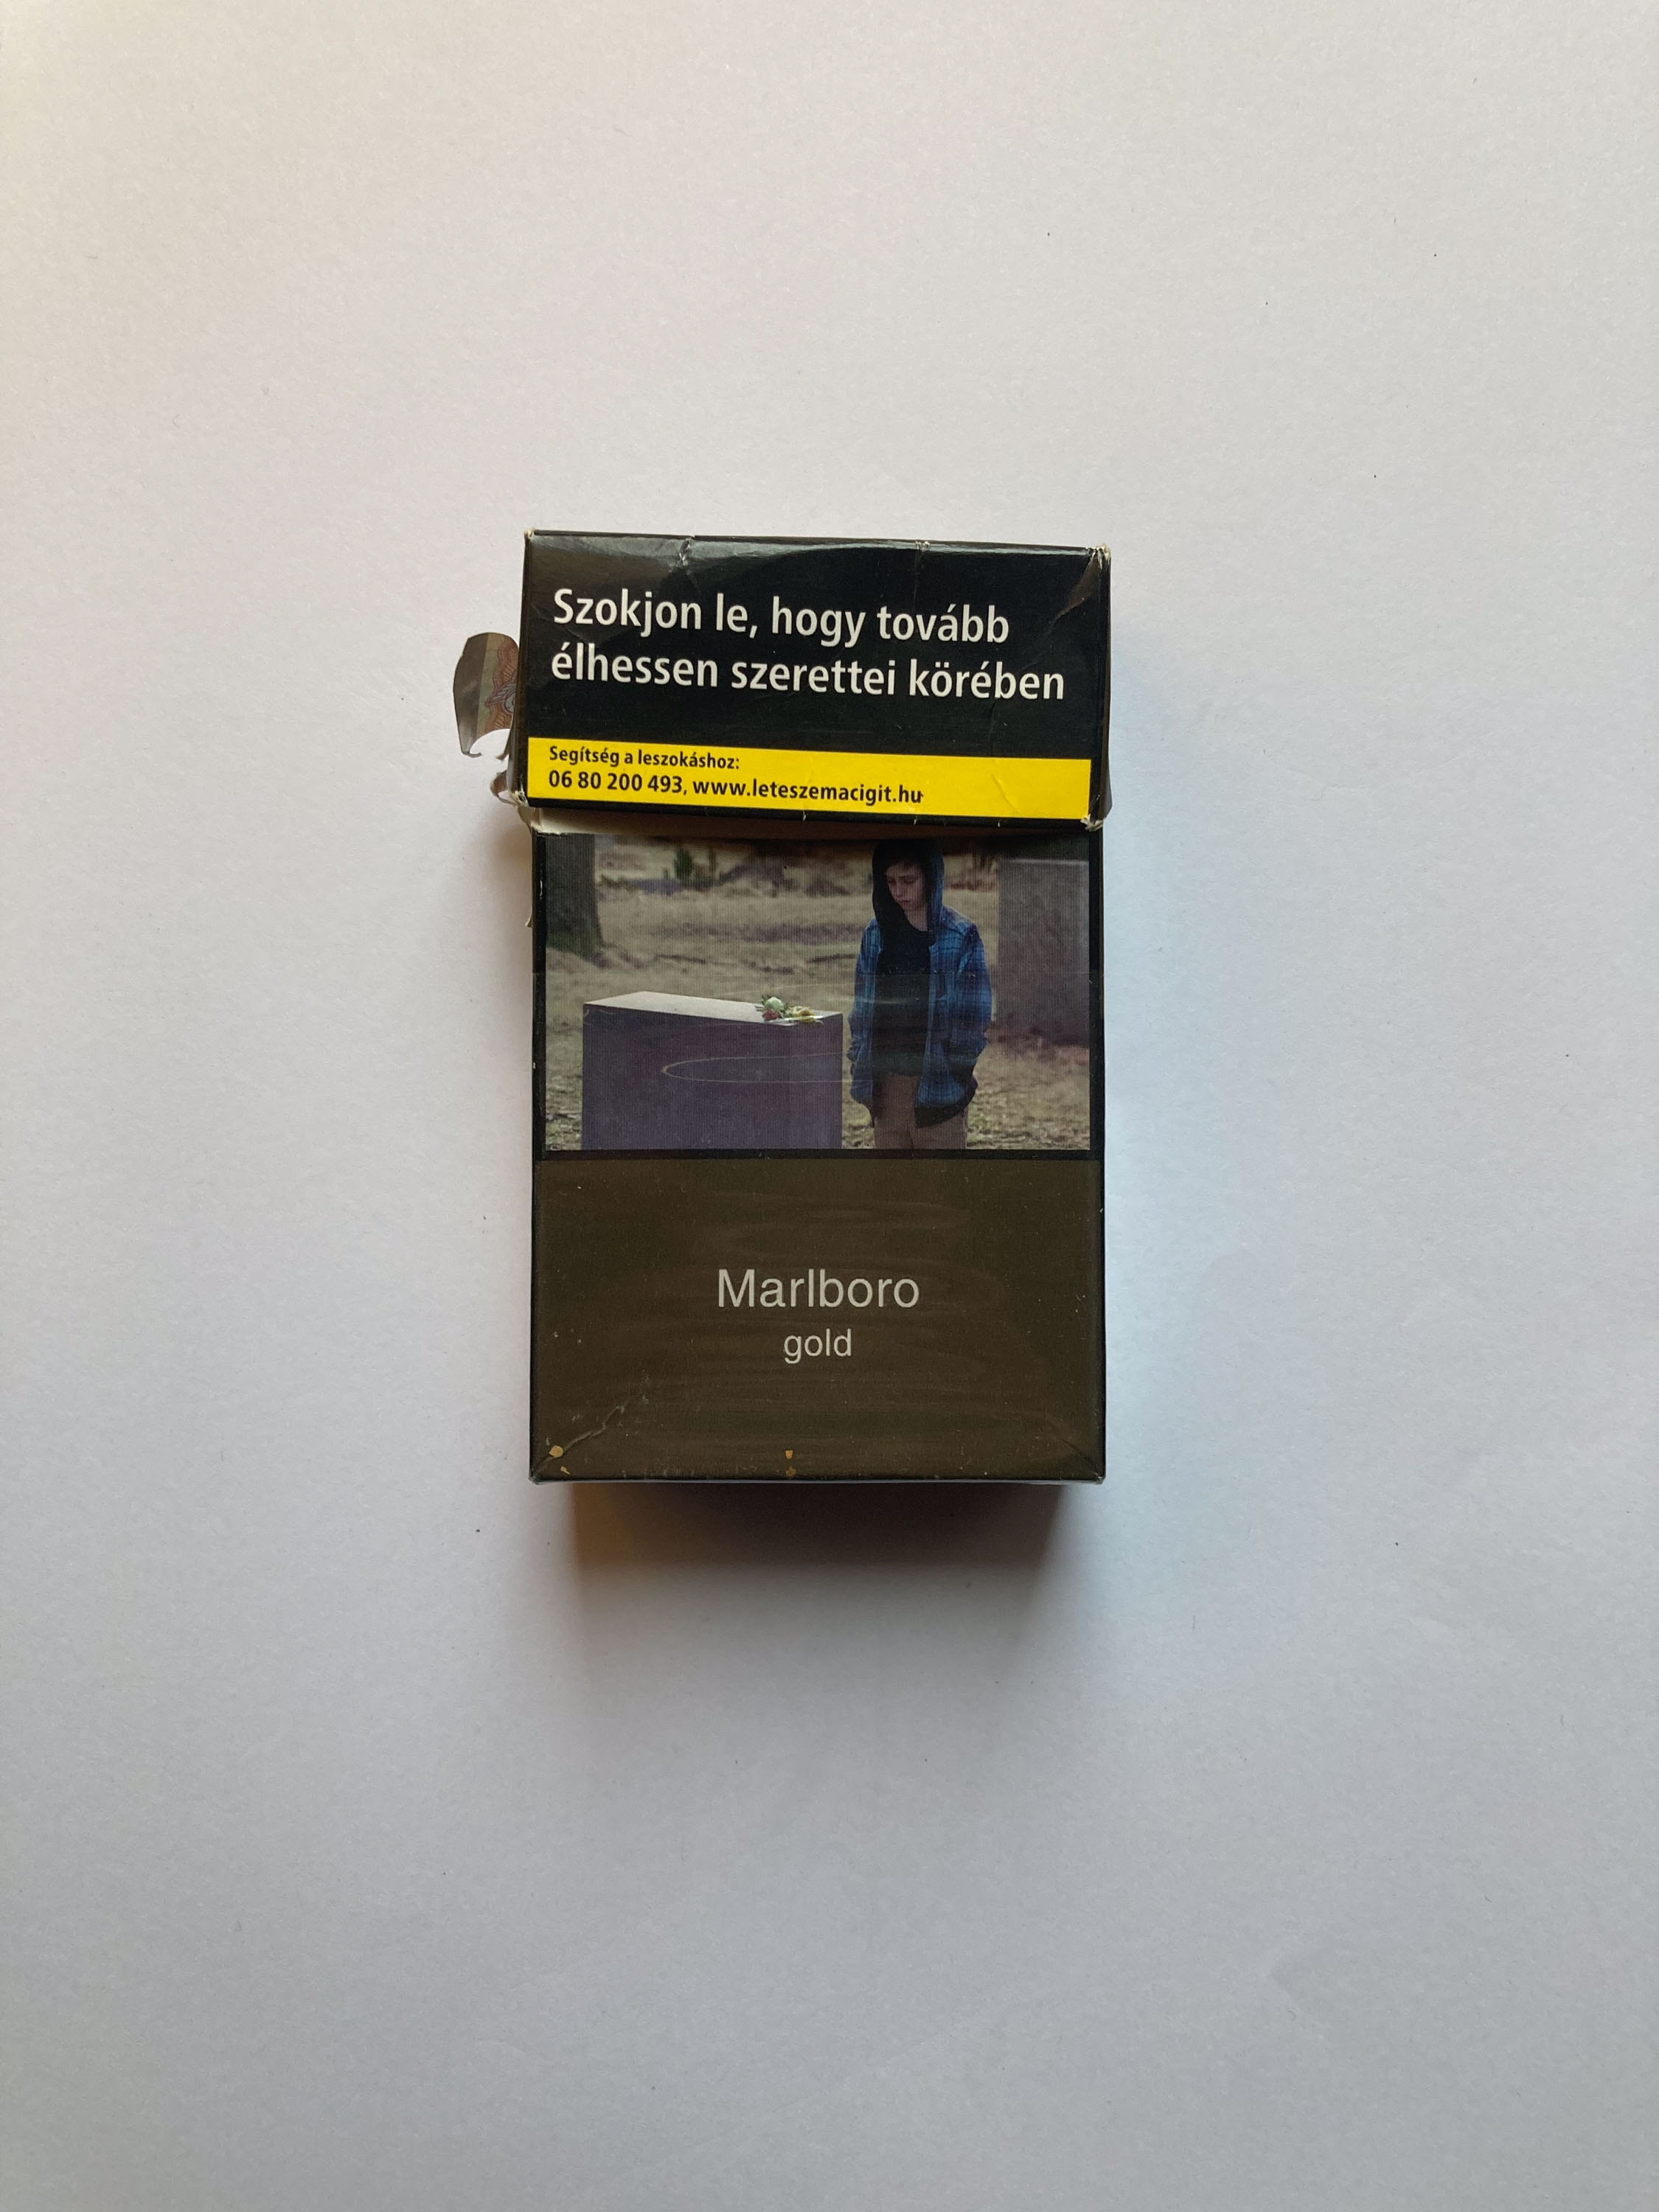 Szokjon le, hogy tovább
élhessen szerettei körében
Segítség a leszokáshoz:
06 80 200 493, www.leteszemacigit.hu
Marlboro
gold